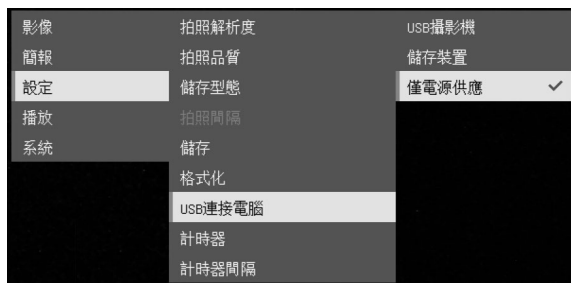 影像
簡報
設定
播放
系統
拍照解析度
拍照品質
儲存型態
拍照間隔
儲存
格式化
USB連接電腦
計時器
計時器間隔
USB攝影機
儲存裝置
僅電源供應 ✓